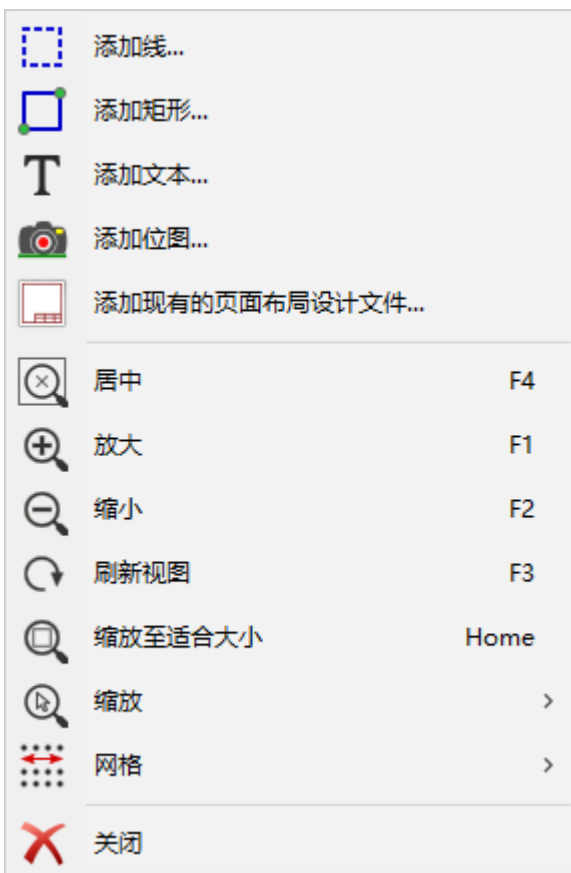 添加线...
添加矩形...
T 添加文本...
添加位图...
添加现有的页面布局设计文件...
居中 F4
放大 F1
缩小 F2
刷新视图 F3
缩放至适合大小 Home
缩放
网格
关闭